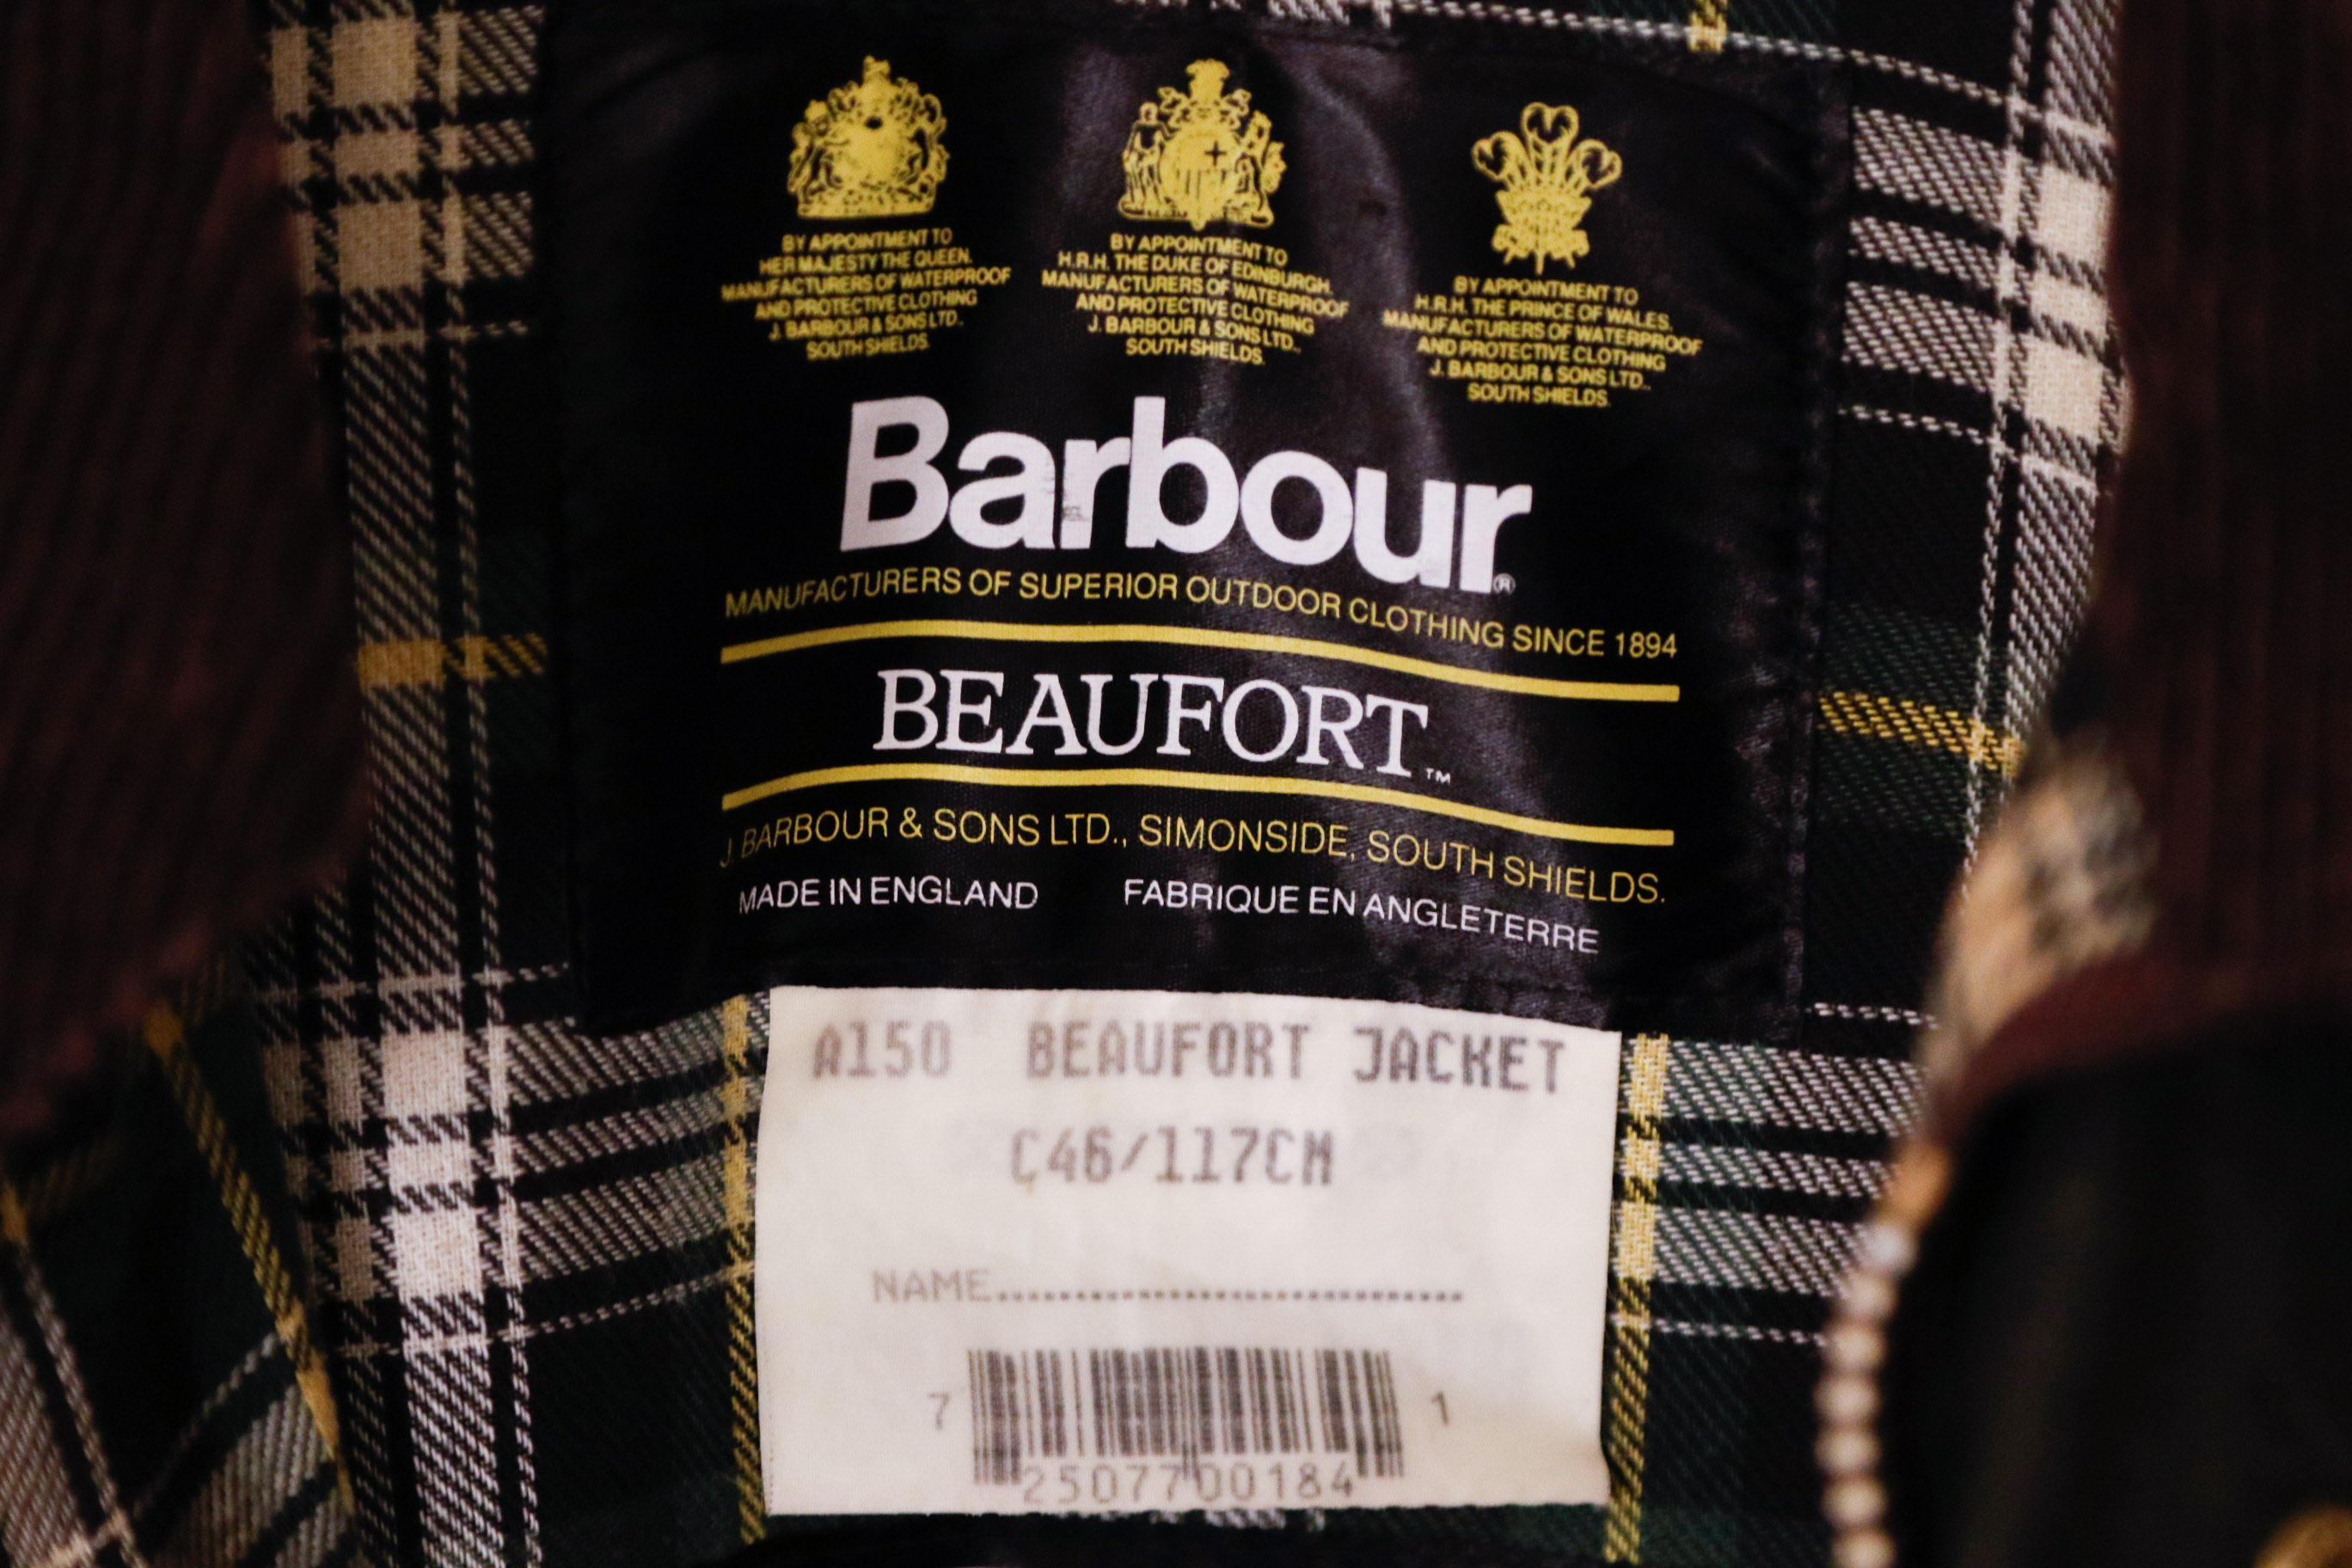 BY APPOINTMENT TO
HER MAJESTY THE QUEEN.
MANUFACTURERS OF WATERPROOF
AND PROTECTIVE CLOTHING
J. BARBOUR & SONS LTD.
SOUTH SHIELDS.
BY APPOINTMENT TO
H.R.H. THE DUKE OF EDINBURGH.
MANUFACTURERS OF WATERPROOF
AND PROTECTIVE CLOTHING
J. BARBOUR & SONS LTD.,
SOUTH SHIELDS.
BY APPOINTMENT TO
H.R.H. THE PRINCE OF WALES.
MANUFACTURERS OF WATERPROOF
AND PROTECTIVE CLOTHING
J. BARBOUR & SONS LTD.,
SOUTH SHIELDS.
Barbour®
MANUFACTURERS OF SUPERIOR OUTDOOR CLOTHING SINCE 1894
BEAUFORT™
J. BARBOUR & SONS LTD., SIMONSIDE, SOUTH SHIELDS.
MADE IN ENGLAND FABRIQUE EN ANGLETERRE
A150 BEAUFORT JACKET
C46/117CM
NAME..............................
7 1
2507700184